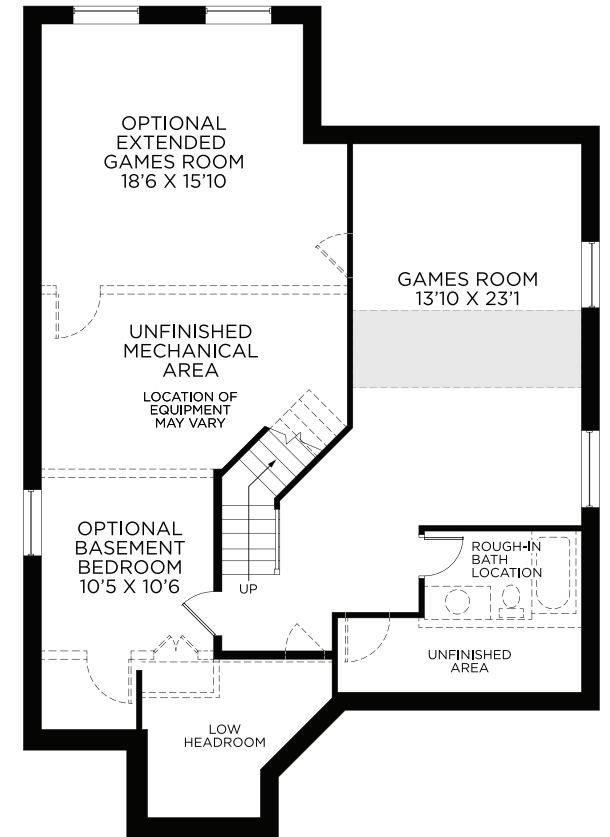 OPTIONAL
EXTENDED
GAMES ROOM
18'6 X 15'10
GAMES ROOM
13'10 X 23'1
UNFINISHED
MECHANICAL
AREA
LOCATION OF
EQUIPMENT
MAY VARY
OPTIONAL
BASEMENT
BEDROOM
10'5 X 10'6
UP
ROUGH-IN
BATH
LOCATION
UNFINISHED
AREA
LOW
HEADROOM